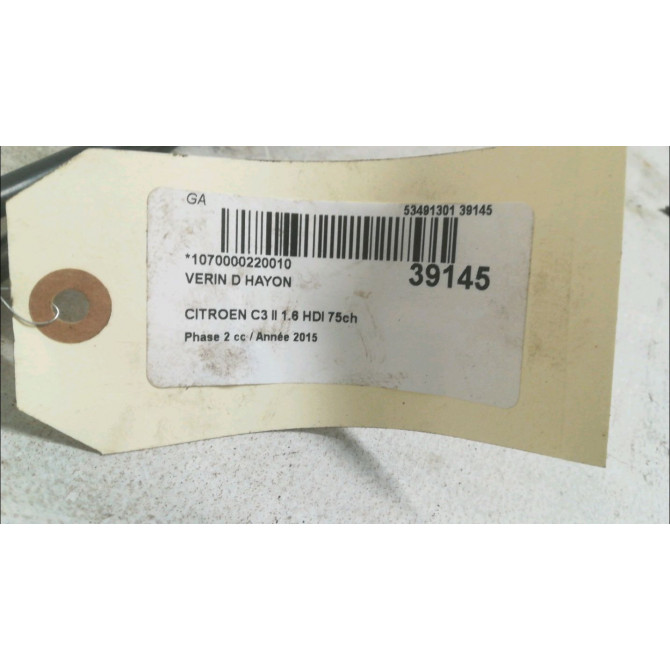 GA
53491301 39145
*1070000220010
39145
VERIN D HAYON
CITROEN C3 II 1.6 HDI 75ch
Phase 2 cc / Année 2015